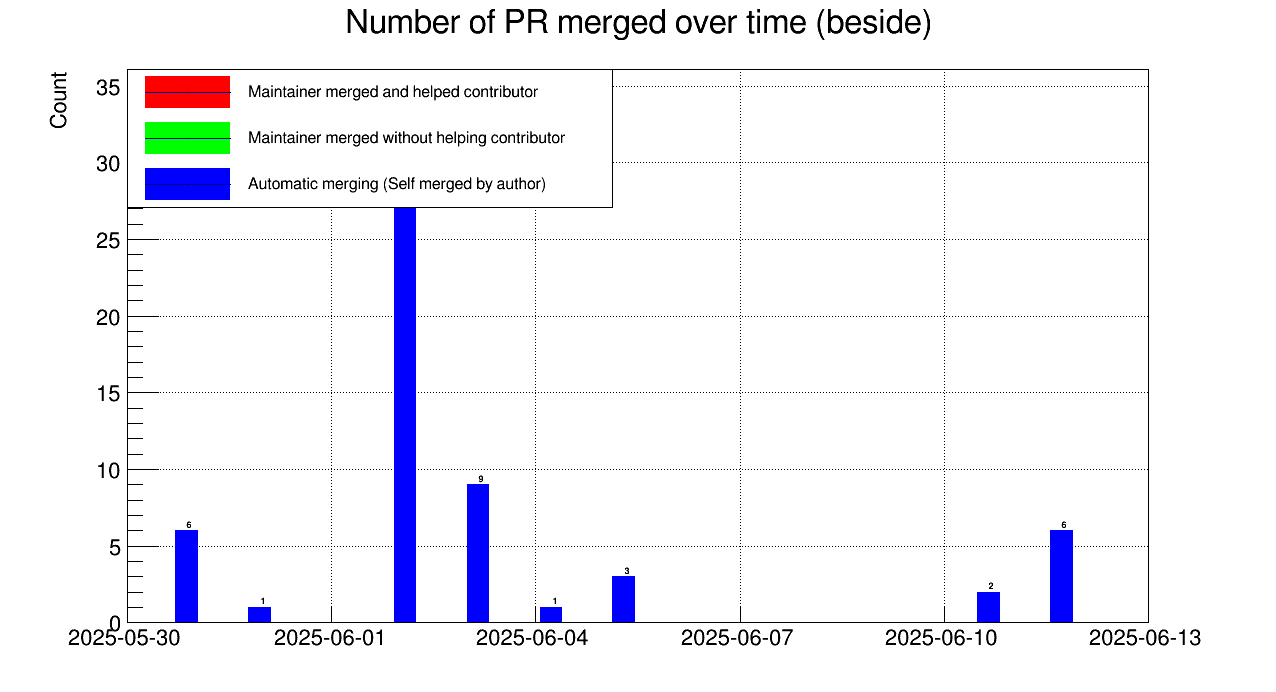 Number of PR merged over time (beside)
Count
35
30
25
20
15
10
5
0
Maintainer merged and helped contributor
Maintainer merged without helping contributor
Automatic merging (Self merged by author)
6
1
9
1
3
2
6
2025-05-30 2025-06-01 2025-06-04 2025-06-07 2025-06-10 2025-06-13